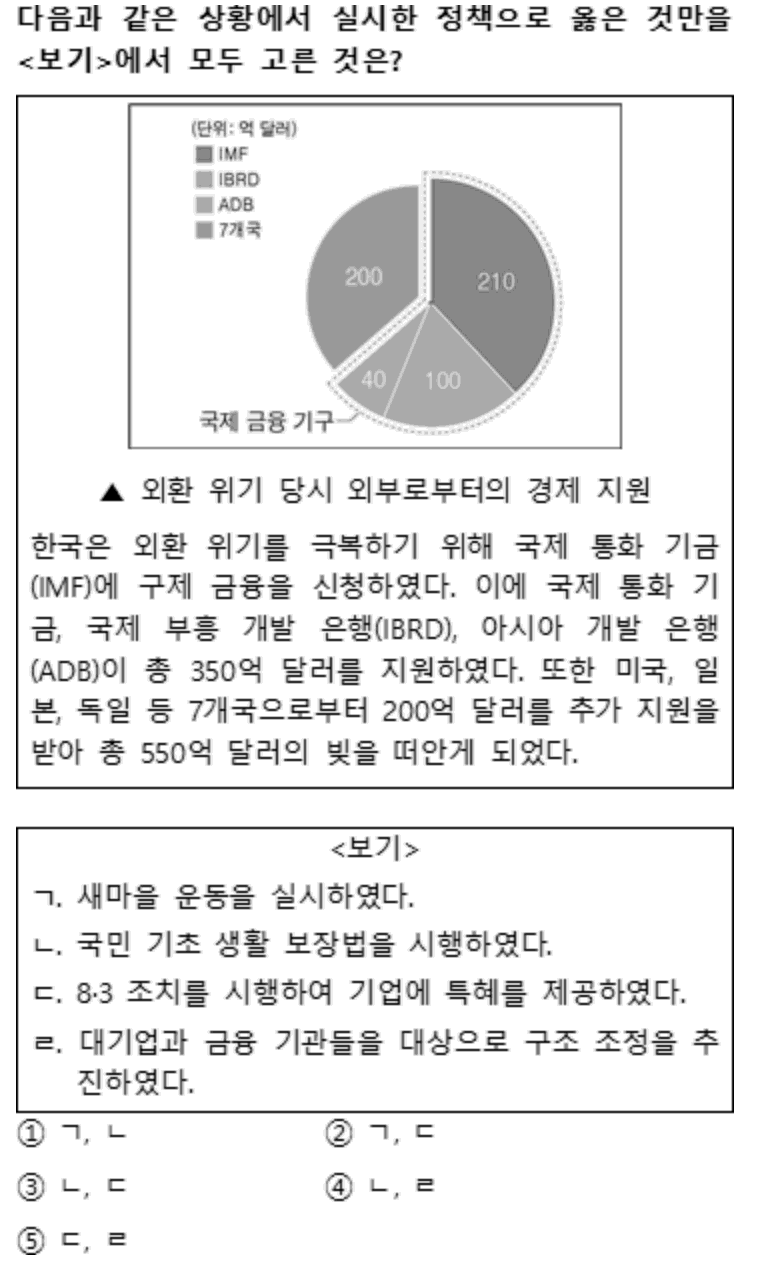 다음과 같은 상황에서 실시한 정책으로 옳은 것만을
<보기>에서 모두 고른 것은?
(단위: 억 달러)
IMF
IBRD
ADB
7개국
200
210
40
100
국제 금융 기구
▲ 외환 위기 당시 외부로부터의 경제 지원
한국은 외환 위기를 극복하기 위해 국제 통화 기금
(IMF)에 구제 금융을 신청하였다. 이에 국제 통화 기
금, 국제 부흥 개발 은행(IBRD), 아시아 개발 은행
(ADB)이 총 350억 달러를 지원하였다. 또한 미국, 일
본, 독일 등 7개국으로부터 200억 달러를 추가 지원을
받아 총 550억 달러의 빚을 떠안게 되었다.
<보기>
ㄱ. 새마을 운동을 실시하였다.
ㄴ. 국민 기초 생활 보장법을 시행하였다.
ㄷ. 8·3 조치를 시행하여 기업에 특혜를 제공하였다.
ㄹ. 대기업과 금융 기관들을 대상으로 구조 조정을 추
진하였다.
① ㄱ, ㄴ ② ㄱ, ㄷ
③ ㄴ, ㄷ ④ ㄴ, ㄹ
⑤ ㄷ, ㄹ